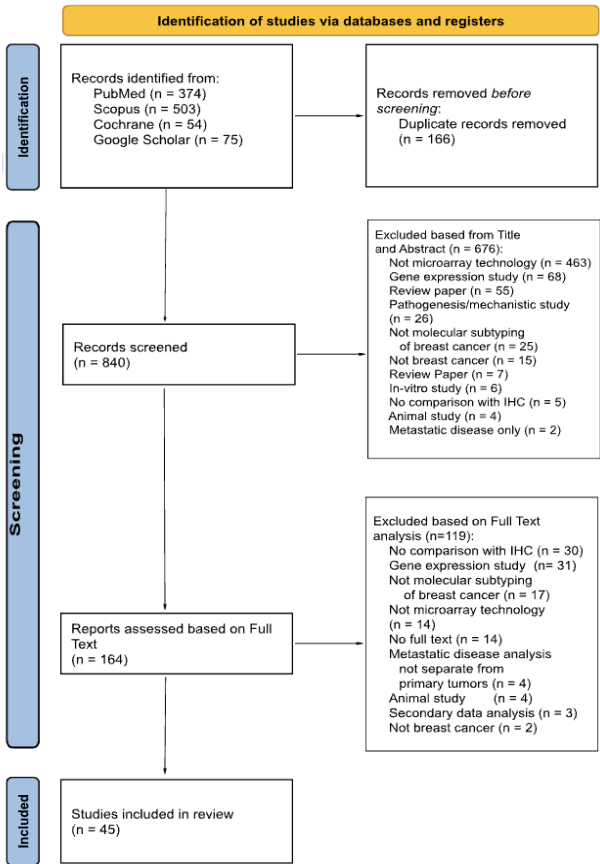 Identification of studies via databases and registers
Identification
Records identified from:
PubMed (n = 374)
Scopus (n = 503)
Cochrane (n = 54)
Google Scholar (n = 75)
Records removed before
screening:
Duplicate records removed
(n = 166)
Screening
Records screened
(n = 840)
Excluded based from Title
and Abstract (n = 676):
Not microarray technology (n = 463)
Gene expression study (n = 68)
Review paper (n = 55)
Pathogenesis/mechanistic study
(n = 26)
Not molecular subtyping
of breast cancer (n = 25)
Not breast cancer (n = 15)
Review Paper (n = 7)
In-vitro study (n = 6)
No comparison with IHC (n = 5)
Animal study (n = 4)
Metastatic disease only (n = 2)
Reports assessed based on Full
Text
(n = 164)
Excluded based on Full Text
analysis (n=119):
No comparison with IHC (n = 30)
Gene expression study (n = 31)
Not molecular subtyping
of breast cancer (n = 17)
Not microarray technology
(n = 14)
No full text (n = 14)
Metastatic disease analysis
not separate from
primary tumors (n = 4)
Animal study (n = 4)
Secondary data analysis (n = 3)
Not breast cancer (n = 2)
Included
Studies included in review
(n = 45)